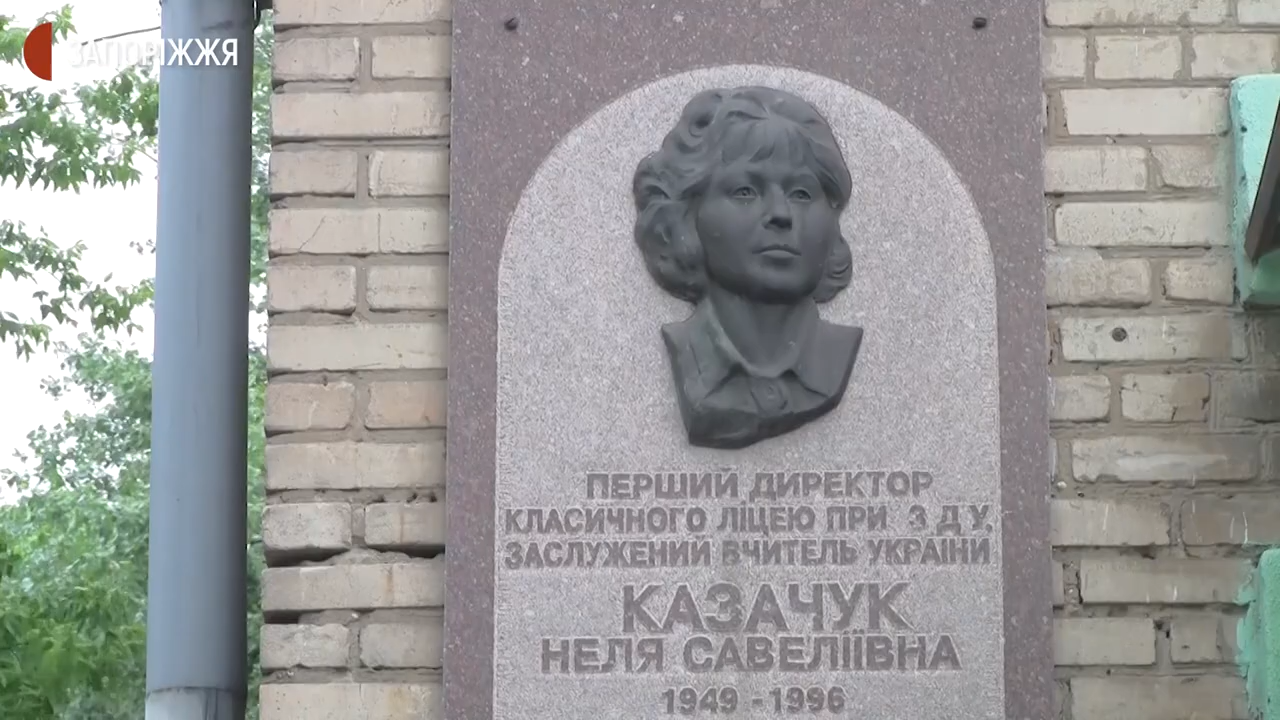 ЗАПОРІЖЖЯ
ПЕРШИЙ ДИРЕКТОР
КЛАСИЧНОГО ЛІЦЕЮ ПРИ З Д У,
ЗАСЛУЖЕНИЙ ВЧИТЕЛЬ УКРАЇНИ
КАЗАЧУК
НЕЛЯ САВЕЛІЇВНА
1949 - 1996